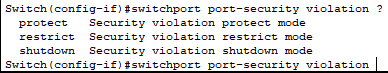 Switch(config-if)#switchport port-security violation ?
protect   Security violation protect mode
restrict  Security violation restrict mode
shutdown  Security violation shutdown mode
Switch(config-if)#switchport port-security violation